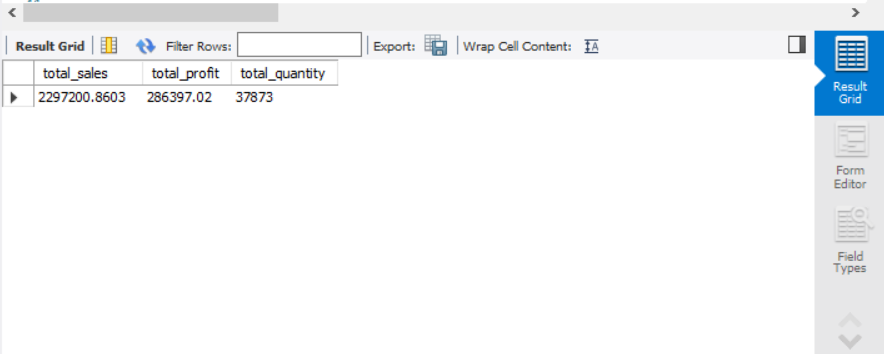 Result Grid Filter Rows: Export: Wrap Cell Content:
total_sales total_profit total_quantity
2297200.8603 286397.02 37873
Result
Grid
Form
Editor
Field
Types